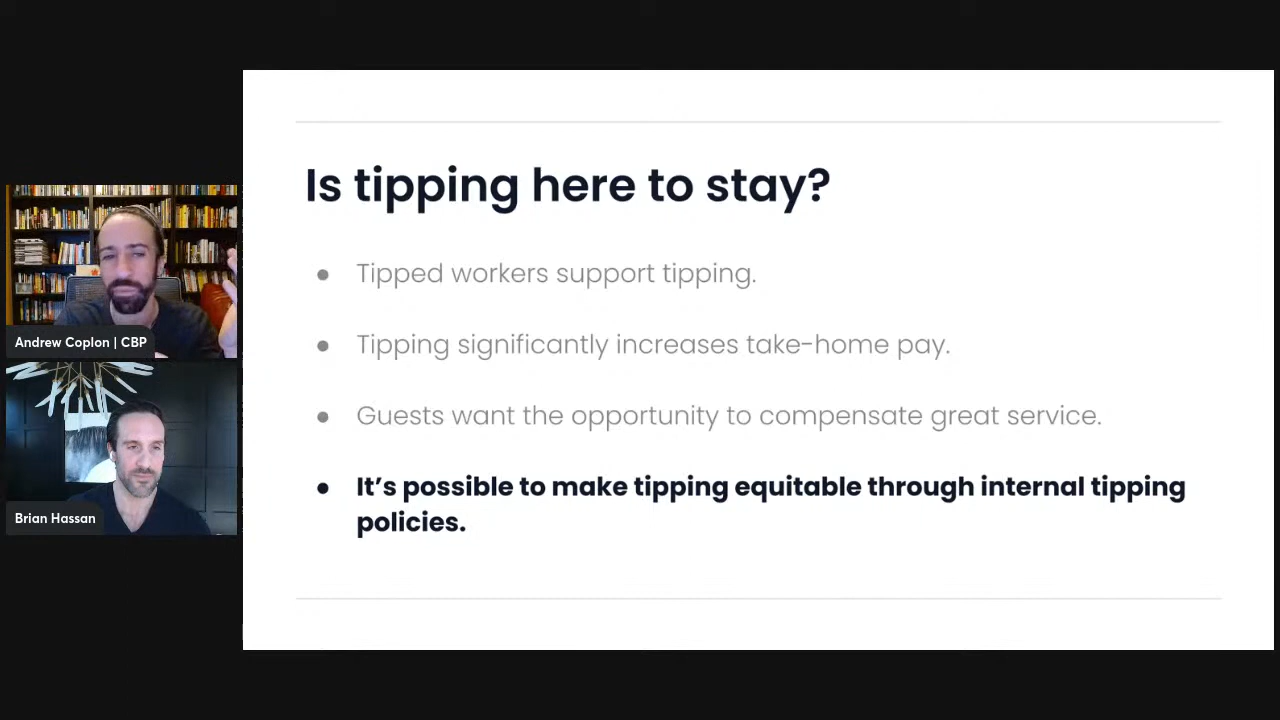 Is tipping here to stay?
● Tipped workers support tipping.
● Tipping significantly increases take-home pay.
● Guests want the opportunity to compensate great service.
● It’s possible to make tipping equitable through internal tipping
policies.
Andrew Coplon | CBP
Brian Hassan